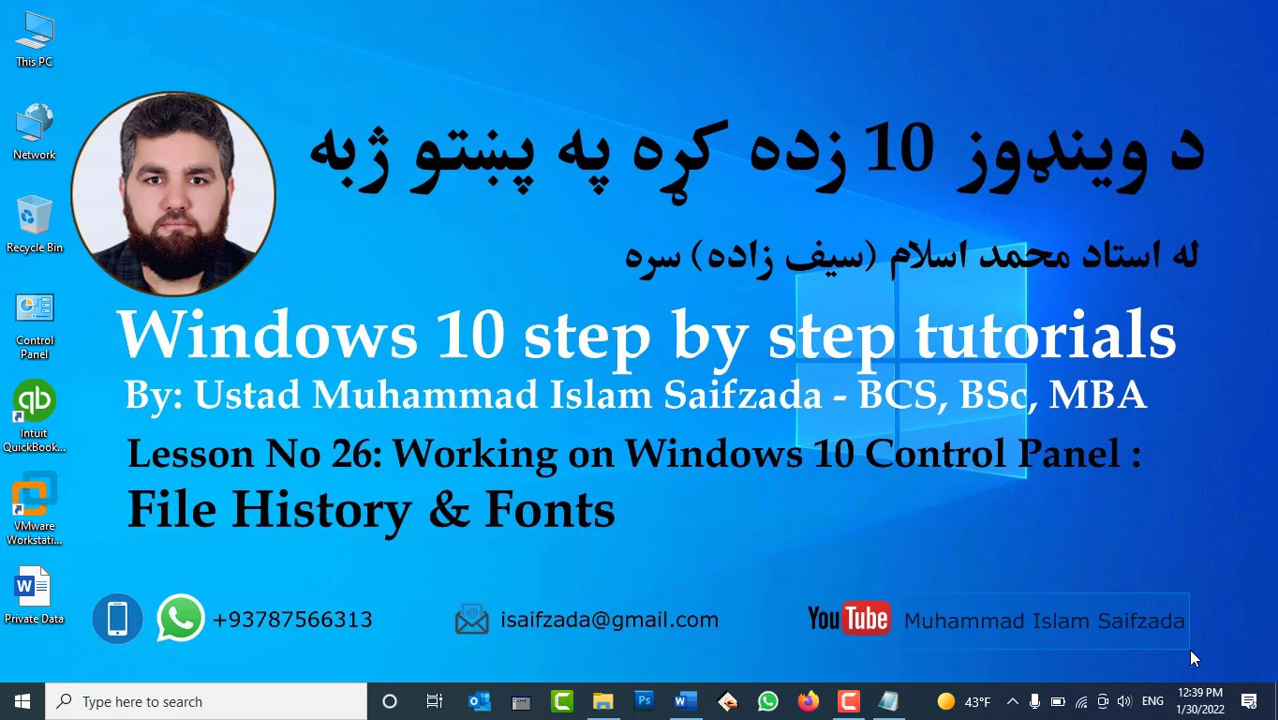 This PC
Network
Recycle Bin
Control
Panel
Intuit
QuickBook...
VMware
Workstati...
Private Data
د وينډوز 10 زده کړه په پښتو ژبه
له استاد محمد اسلام (سيف زاده) سره
Windows 10 step by step tutorials
By: Ustad Muhammad Islam Saifzada - BCS, BSc, MBA
Lesson No 26: Working on Windows 10 Control Panel :
File History & Fonts
+93787566313
isaifzada@gmail.com
YouTube
Muhammad Islam Saifzada
Type here to search
43°F
ENG
12:39 PM
1/30/2022